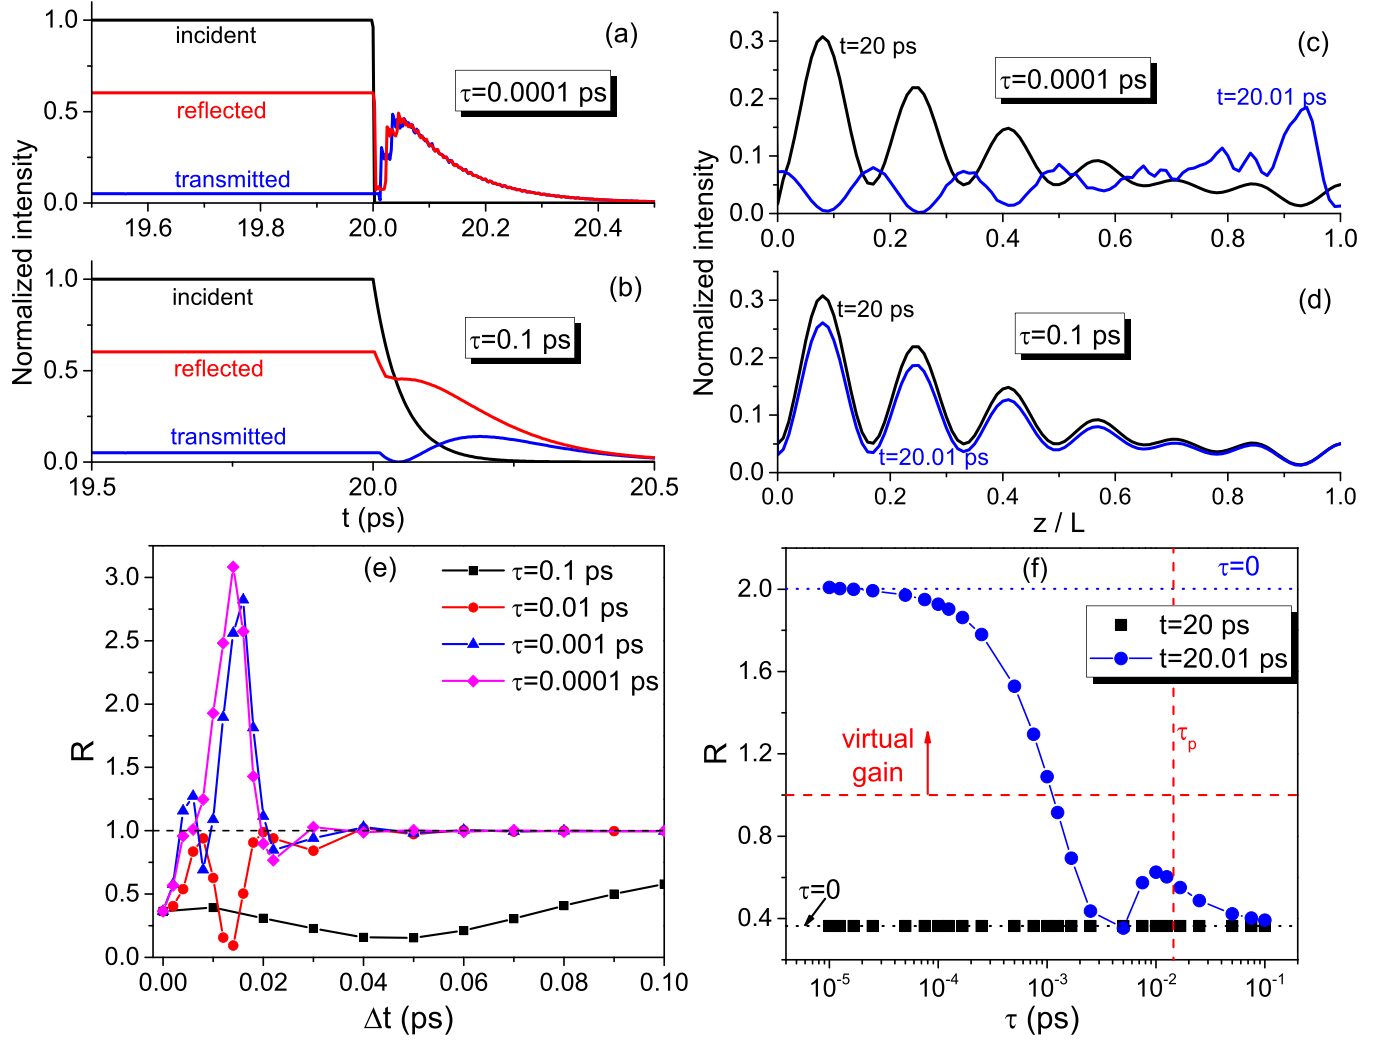 Normalized intensity
1.0
0.5
0.0
incident
(a)
τ=0.0001 ps
reflected
transmitted
19.6 19.8 20.0 20.2 20.4
1.0
0.5
0.0
incident
(b)
τ=0.1 ps
reflected
transmitted
19.5 20.0 20.5
t (ps)
Normalized intensity
0.3
0.2
0.1
0.0
t=20 ps
(c)
τ=0.0001 ps
t=20.01 ps
0.0 0.2 0.4 0.6 0.8 1.0
0.3
0.2
0.1
0.0
t=20 ps
(d)
τ=0.1 ps
t=20.01 ps
0.0 0.2 0.4 0.6 0.8 1.0
z / L
R
3.0
2.5
2.0
1.5
1.0
0.5
0.0
(e)
τ=0.1 ps
τ=0.01 ps
τ=0.001 ps
τ=0.0001 ps
0.00 0.02 0.04 0.06 0.08 0.10
Δt (ps)
R
2.0
1.6
1.2
0.8
0.4
(f)
τ=0
t=20 ps
t=20.01 ps
virtual
gain
τp
τ=0
10-5 10-4 10-3 10-2 10-1
τ (ps)